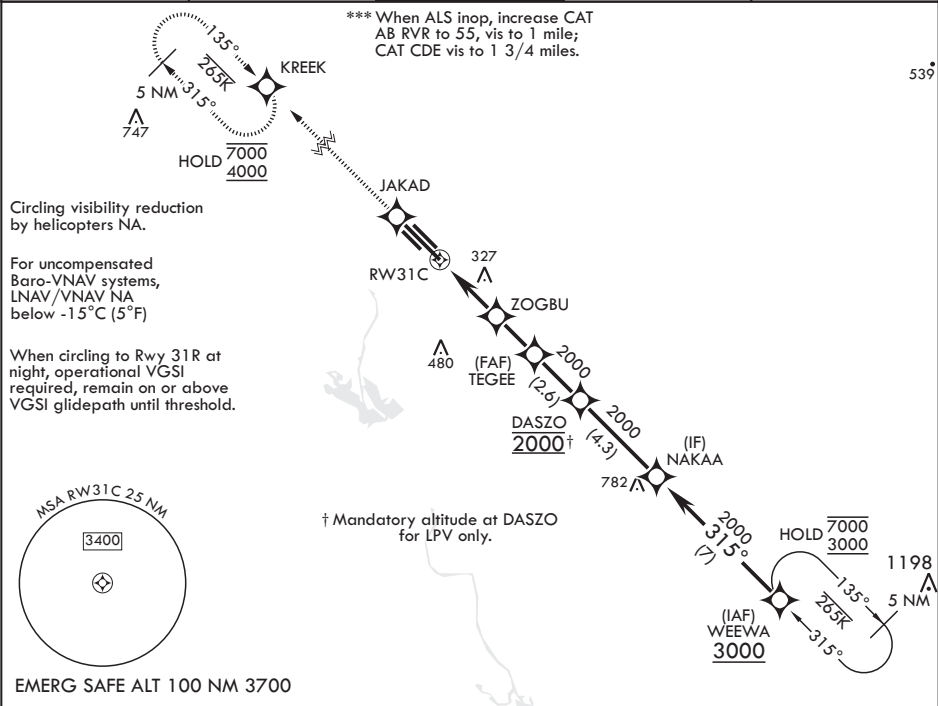 *** When ALS inop, increase CAT
AB RVR to 55, vis to 1 mile;
CAT CDE vis to 1 3/4 miles.
135°
265K
315°
5 NM
KREEK
747
HOLD 7000
4000
539
JAKAD
RW31C
327
Circling visibility reduction
by helicopters NA.
For uncompensated
Baro-VNAV systems,
LNAV/VNAV NA
below -15°C (5°F)
When circling to Rwy 31R at
night, operational VGSI
required, remain on or above
VGSI glidepath until threshold.
ZOGBU
480
(FAF)
TEGEE
2000
(2.6)
DASZO
2000†
2000
(4.3)
(IF)
NAKAA
782
MSA RW31C 25 NM
3400
† Mandatory altitude at DASZO
for LPV only.
2000
315°
(7)
HOLD 7000
3000
1198
135°
265K
315°
5 NM
(IAF)
WEEWA
3000
EMERG SAFE ALT 100 NM 3700